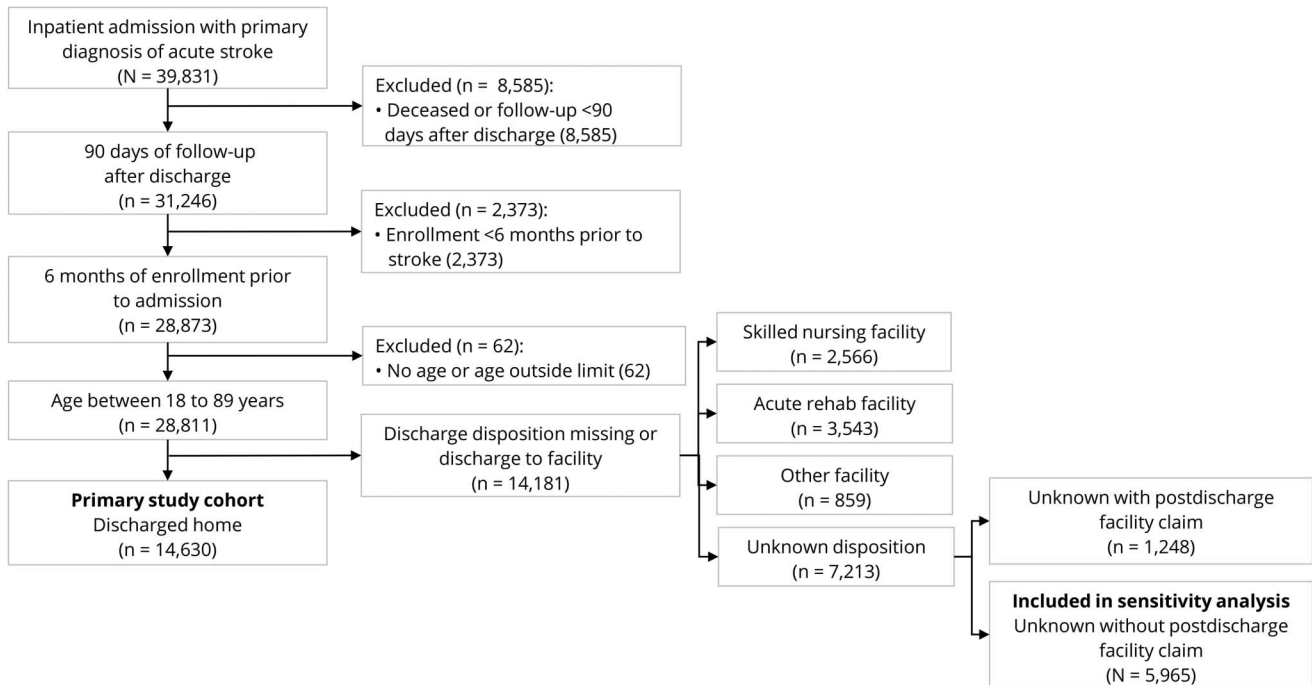 Inpatient admission with primary
diagnosis of acute stroke
(N = 39,831)
Excluded (n =  8,585):
• Deceased or follow-up <90
days after discharge (8,585)
90 days of follow-up
after discharge
(n = 31,246)
Excluded (n = 2,373):
• Enrollment <6 months prior to
stroke (2,373)
6 months of enrollment prior
to admission
(n = 28,873)
Excluded (n = 62):
• No age or age outside limit (62)
Age between 18 to 89 years
(n = 28,811)
Discharge disposition missing or
discharge to facility
(n = 14,181)
Primary study cohort
Discharged home
(n = 14,630)
Skilled nursing facility
(n = 2,566)
Acute rehab facility
(n = 3,543)
Other facility
(n = 859)
Unknown disposition
(n = 7,213)
Unknown with postdischarge
facility claim
(n = 1,248)
Included in sensitivity analysis
Unknown without postdischarge
facility claim
(N = 5,965)